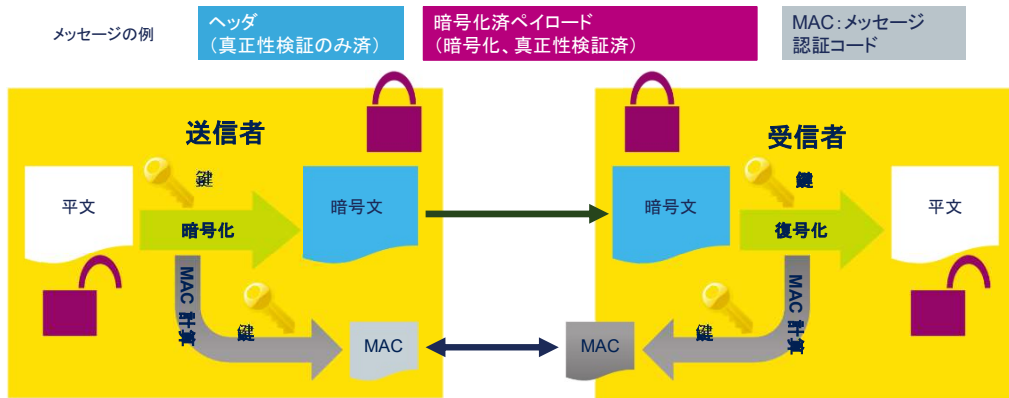 メッセージの例
ヘッダ
（真正性検証のみ済）
暗号化済ペイロード
（暗号化、真正性検証済）
MAC：メッセージ
認証コード
送信者
鍵
平文
暗号化
暗号文
MAC 計算
鍵
MAC
受信者
鍵
暗号文
復号化
平文
MAC 計算
鍵
MAC